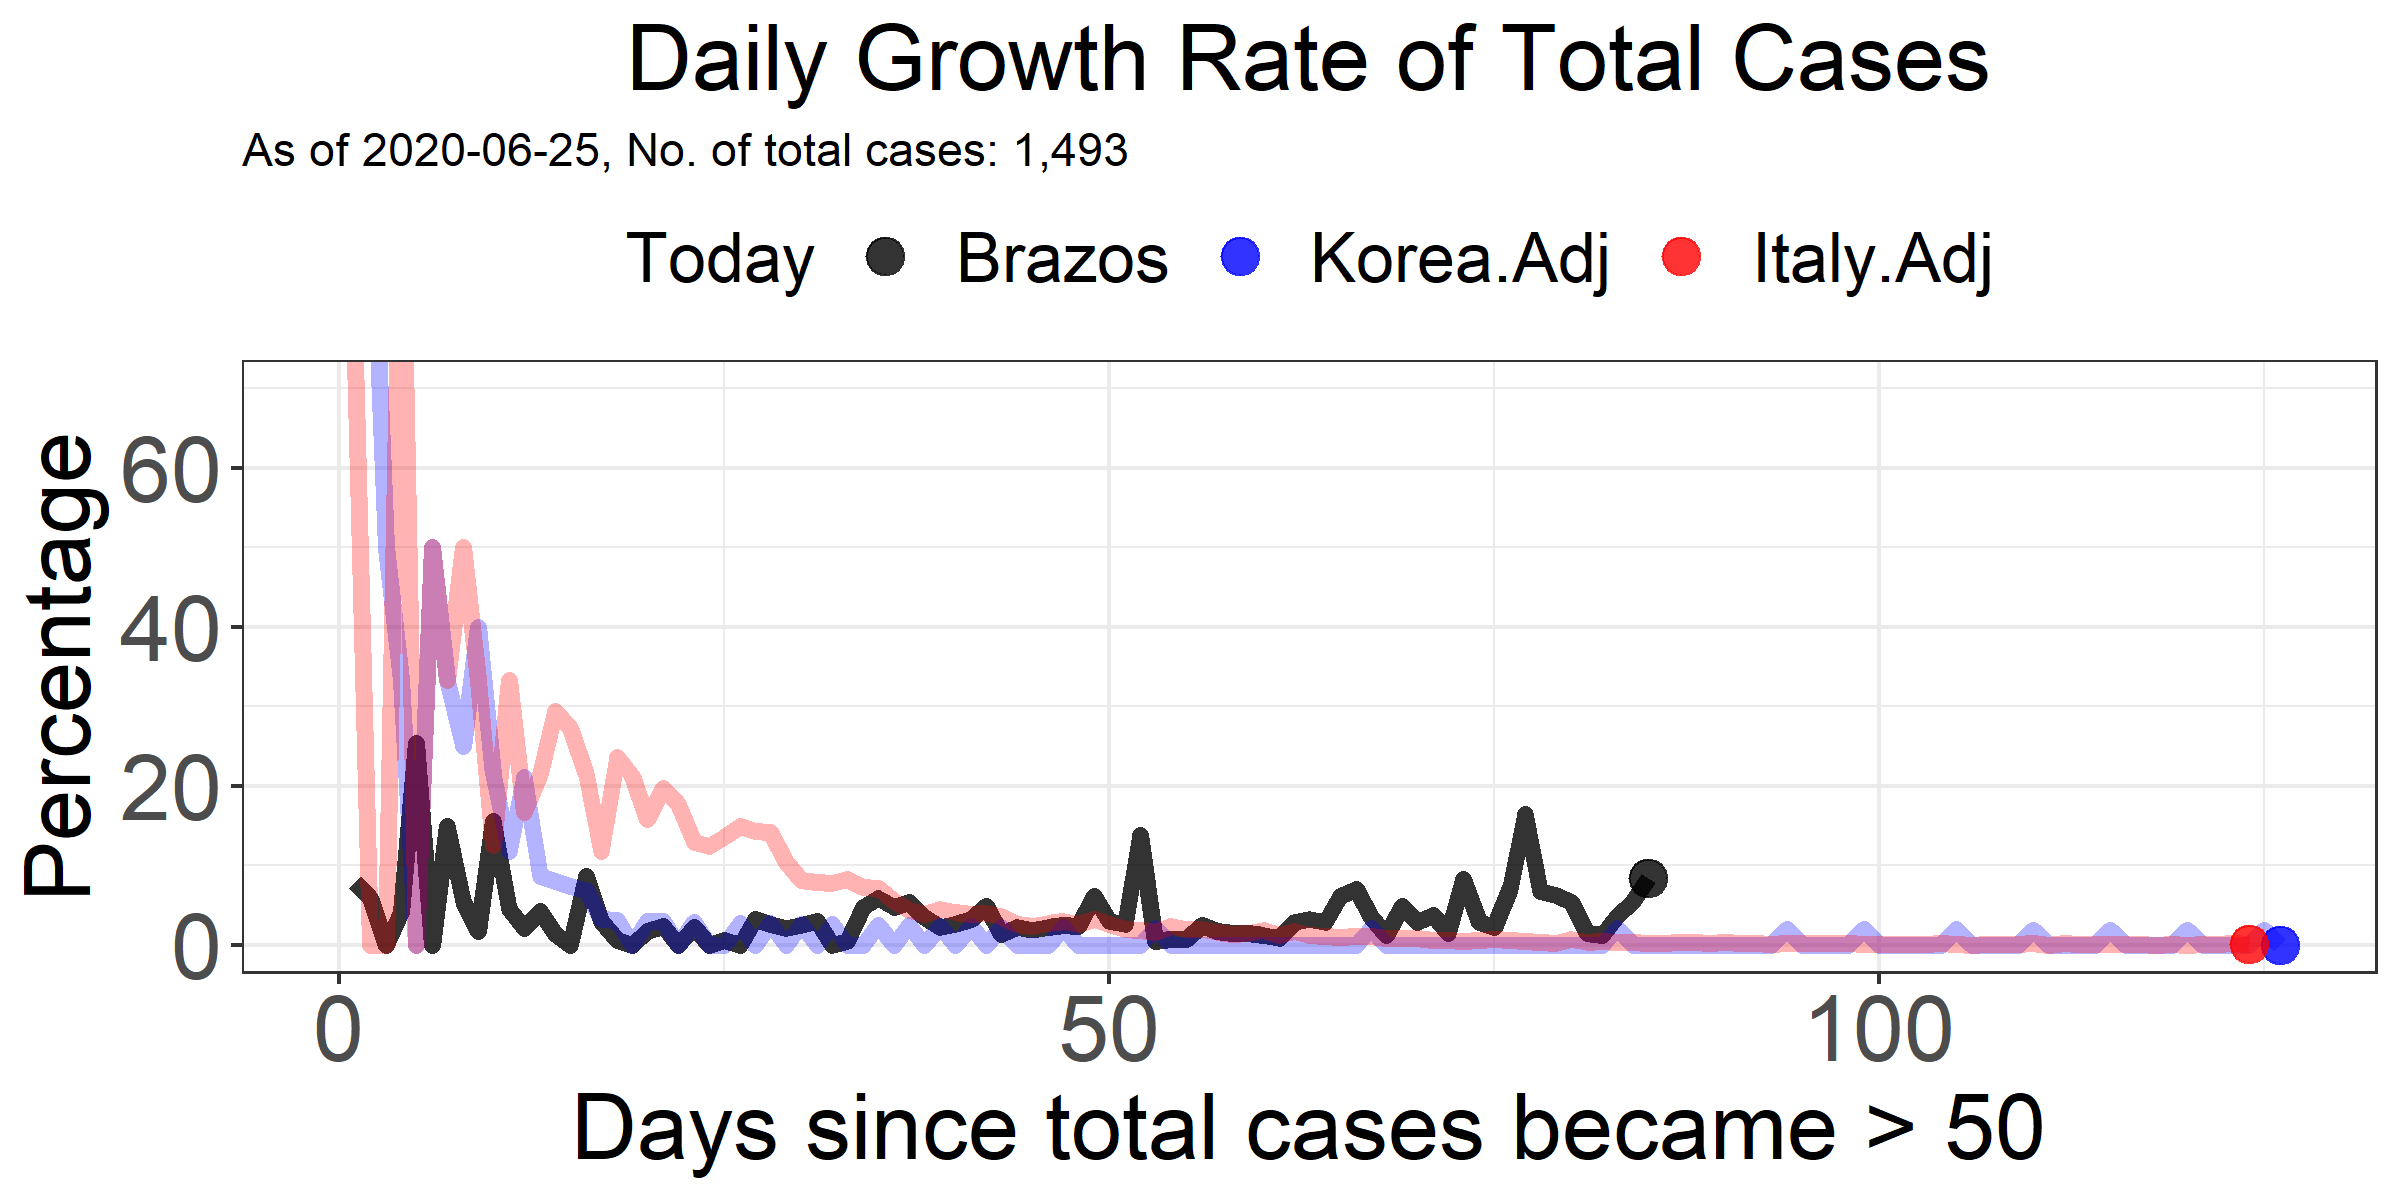 Daily Growth Rate of Total Cases
As of 2020-06-25, No. of total cases: 1,493
Today Brazos Korea.Adj Italy.Adj
Percentage
60
40
20
0
0 50 100
Days since total cases became > 50